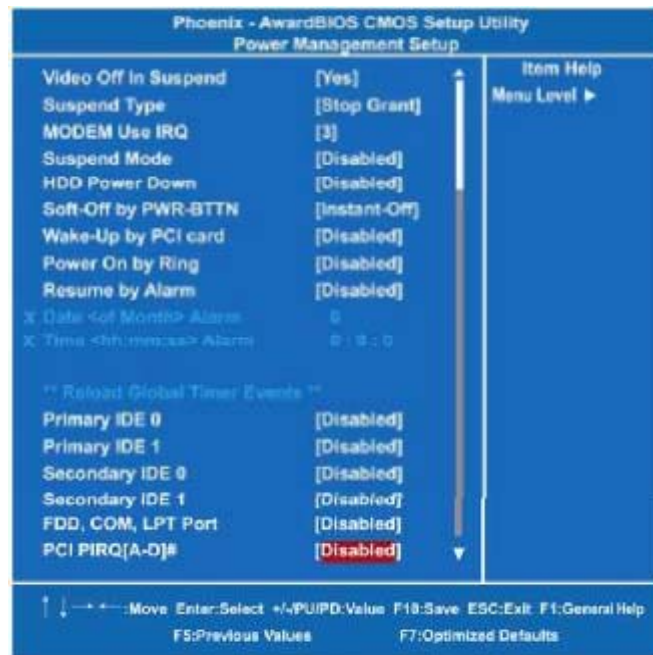 Phoenix - AwardBIOS CMOS Setup Utility
Power Management Setup
Video Off In Suspend [Yes]
Suspend Type [Stop Grant]
MODEM Use IRQ [3]
Suspend Mode [Disabled]
HDD Power Down [Disabled]
Soft-Off by PWR-BTTN [Instant-Off]
Wake-Up by PCI card [Disabled]
Power On by Ring [Disabled]
Resume by Alarm [Disabled]
X Date <of Month> Alarm 0
X Time <hh:mm:ss> Alarm 0 : 0 : 0
** Reload Global Timer Events **
Primary IDE 0 [Disabled]
Primary IDE 1 [Disabled]
Secondary IDE 0 [Disabled]
Secondary IDE 1 [Disabled]
FDD, COM, LPT Port [Disabled]
PCI PIRQ[A-D]# [Disabled]
Item Help
Menu Level ►
↑ ↓ → ← :Move Enter:Select +/-/PU/PD:Value F10:Save ESC:Exit F1:General Help
F5:Previous Values F7:Optimized Defaults